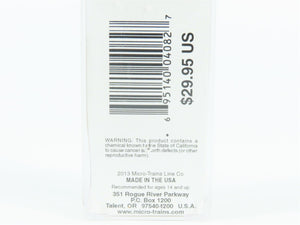 6 95140 04082 7
$29.95 US
WARNING: This product contains a
chemical known to the State of California
to cause cancer birth defects (or other
reproductive harm).
2013 Micro-Trains Line Co
MADE IN THE USA
Recommended for ages 14 and up
351 Rogue River Parkway
P.O. Box 1200
Talent, OR 97540-1200 U.S.A.
www.micro-trains.com